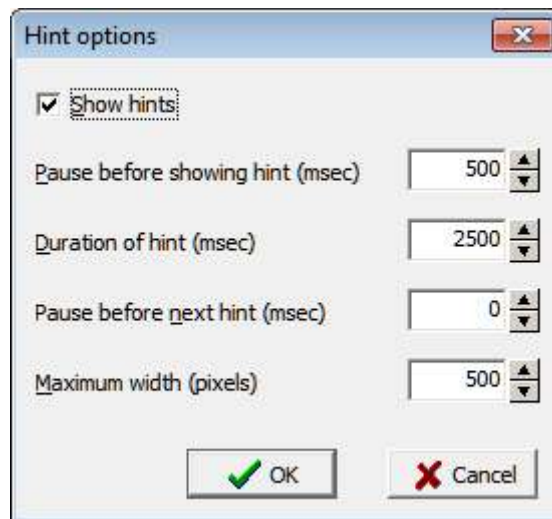 Hint options
Show hints
Pause before showing hint (msec) 500
Duration of hint (msec) 2500
Pause before next hint (msec) 0
Maximum width (pixels) 500
OK Cancel